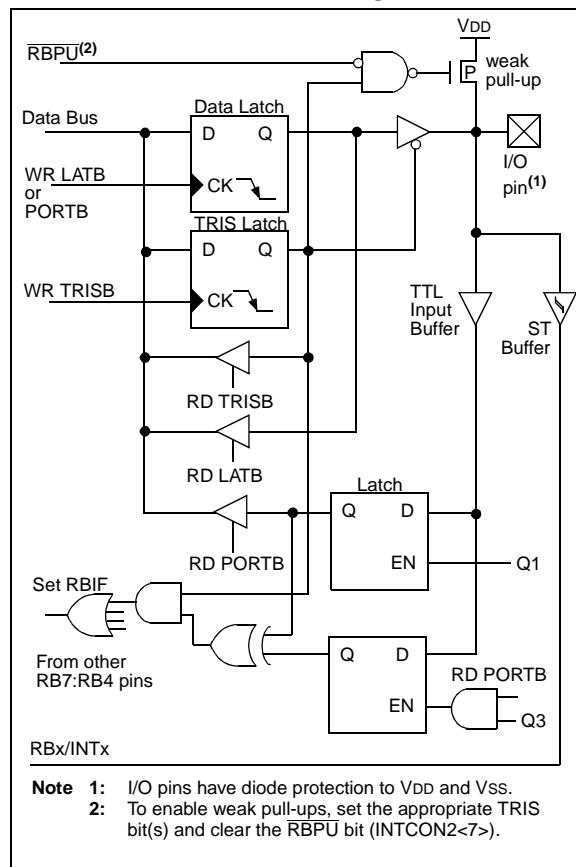 VDD
RBPU(2)
weak
pull-up
P
Data Bus
Data Latch
D Q
WR LATB
or
PORTB
CK
I/O
pin(1)
TRIS Latch
D Q
WR TRISB
CK
TTL
Input
Buffer
ST
Buffer
RD TRISB
RD LATB
Latch
Q D
EN
Q1
RD PORTB
Set RBIF
From other
RB7:RB4 pins
Q D
EN
RD PORTB
Q3
RBx/INTx
Note 1: I/O pins have diode protection to VDD and VSS.
2: To enable weak pull-ups, set the appropriate TRIS
bit(s) and clear the RBPU bit (INTCON2<7>).